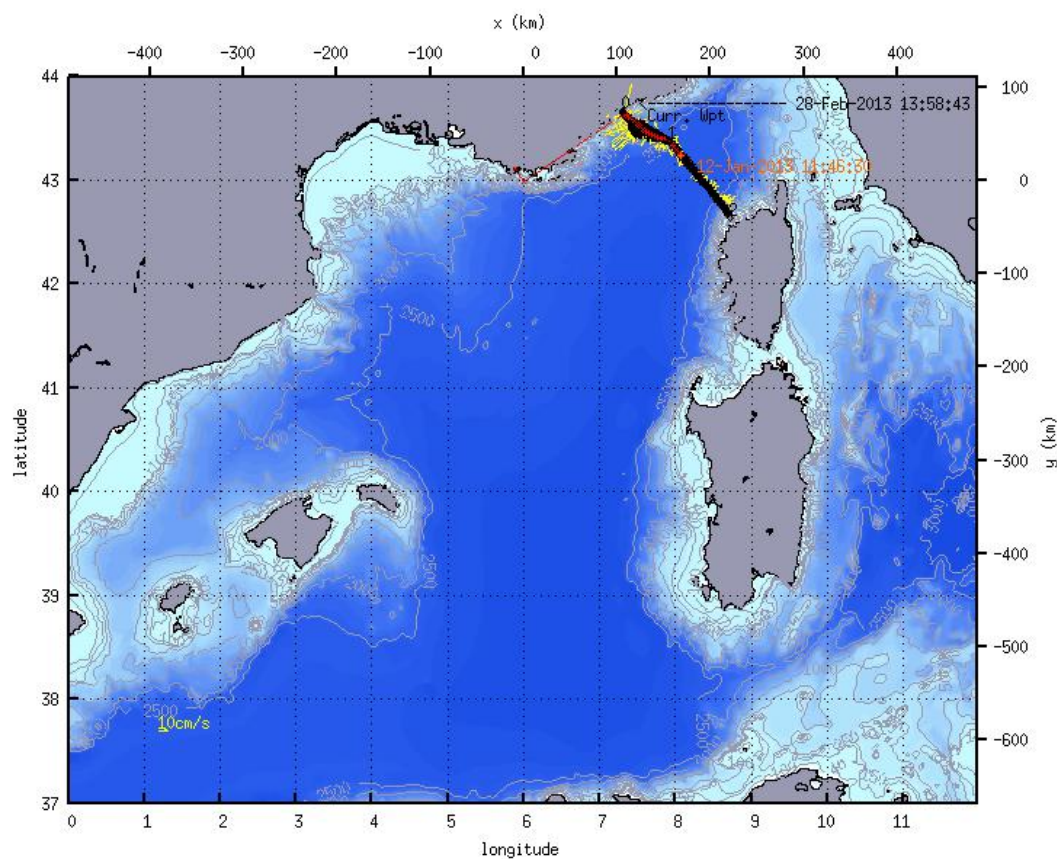 x (km)
-400 -300 -200 -100 0 100 200 300 400
44 43 42 41 40 39 38 37
latitude
100 0 -100 -200 -300 -400 -500 -600
y (km)
28-Feb-2013 13:58:43
Curr. Wpt
12-Jan-2013 11:46:30
2500
2500
2500
2500
10cm/s
0 1 2 3 4 5 6 7 8 9 10 11
longitude